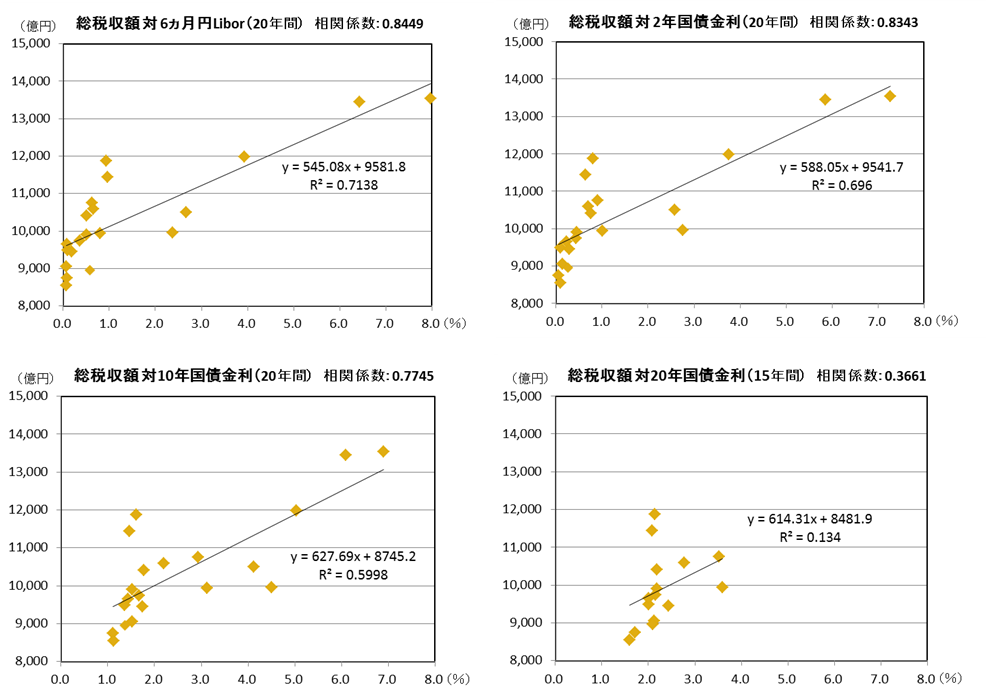 総税収額 対 6ヵ月円Libor（20年間） 相関係数：0.8449
（億円）
15,000
14,000
13,000
12,000
11,000
10,000
9,000
8,000
y = 545.08x + 9581.8
R² = 0.7138
0.0 1.0 2.0 3.0 4.0 5.0 6.0 7.0 8.0 (%)
総税収額 対 2年国債金利（20年間） 相関係数：0.8343
（億円）
15,000
14,000
13,000
12,000
11,000
10,000
9,000
8,000
y = 588.05x + 9541.7
R² = 0.696
0.0 1.0 2.0 3.0 4.0 5.0 6.0 7.0 8.0 (%)
総税収額 対10年国債金利（20年間） 相関係数：0.7745
（億円）
15,000
14,000
13,000
12,000
11,000
10,000
9,000
8,000
y = 627.69x + 8745.2
R² = 0.5998
0.0 1.0 2.0 3.0 4.0 5.0 6.0 7.0 8.0 (%)
総税収額 対20年国債金利（15年間） 相関係数：0.3661
（億円）
15,000
14,000
13,000
12,000
11,000
10,000
9,000
8,000
y = 614.31x + 8481.9
R² = 0.134
0.0 1.0 2.0 3.0 4.0 5.0 6.0 7.0 8.0 (%)